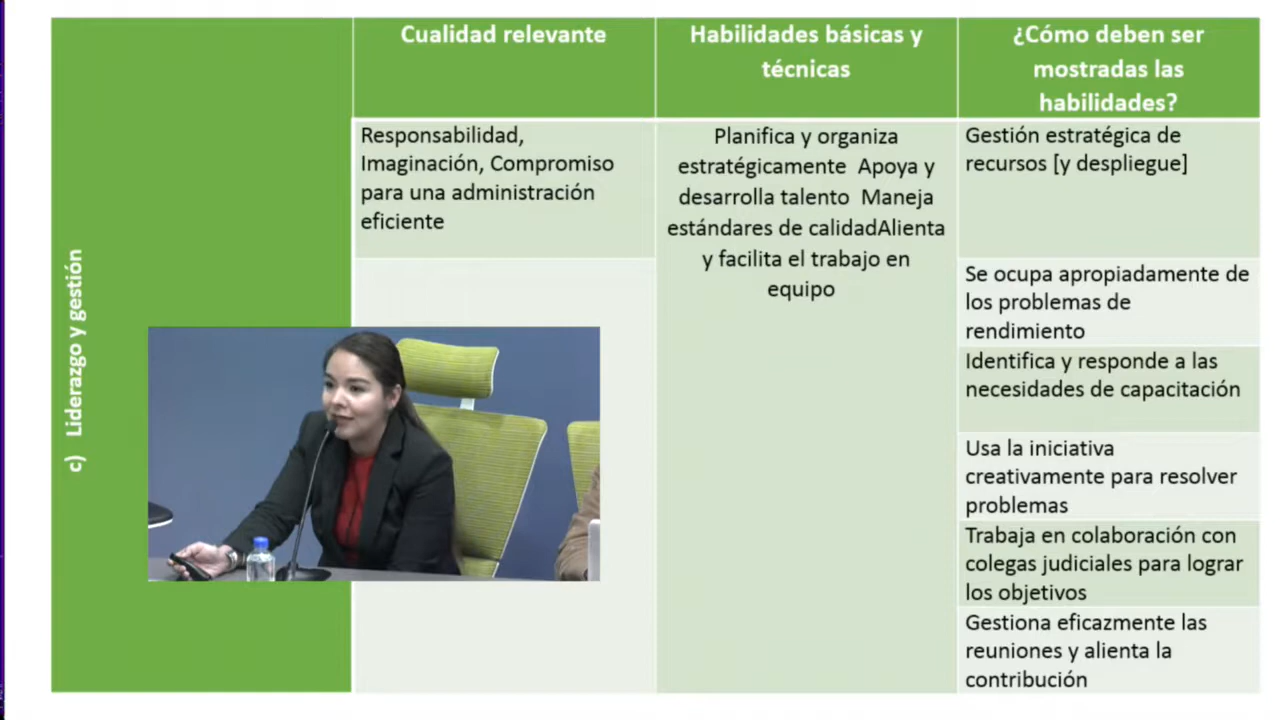 Cualidad relevante
Habilidades básicas y
técnicas
¿Cómo deben ser
mostradas las
habilidades?
c) Liderazgo y gestión
Responsabilidad,
Imaginación, Compromiso
para una administración
eficiente
Planifica y organiza
estratégicamente Apoya y
desarrolla talento Maneja
estándares de calidadAlienta
y facilita el trabajo en
equipo
Gestión estratégica de
recursos [y despliegue]
Se ocupa apropiadamente de
los problemas de
rendimiento
Identifica y responde a las
necesidades de capacitación
Usa la iniciativa
creativamente para resolver
problemas
Trabaja en colaboración con
colegas judiciales para lograr
los objetivos
Gestiona eficazmente las
reuniones y alienta la
contribución